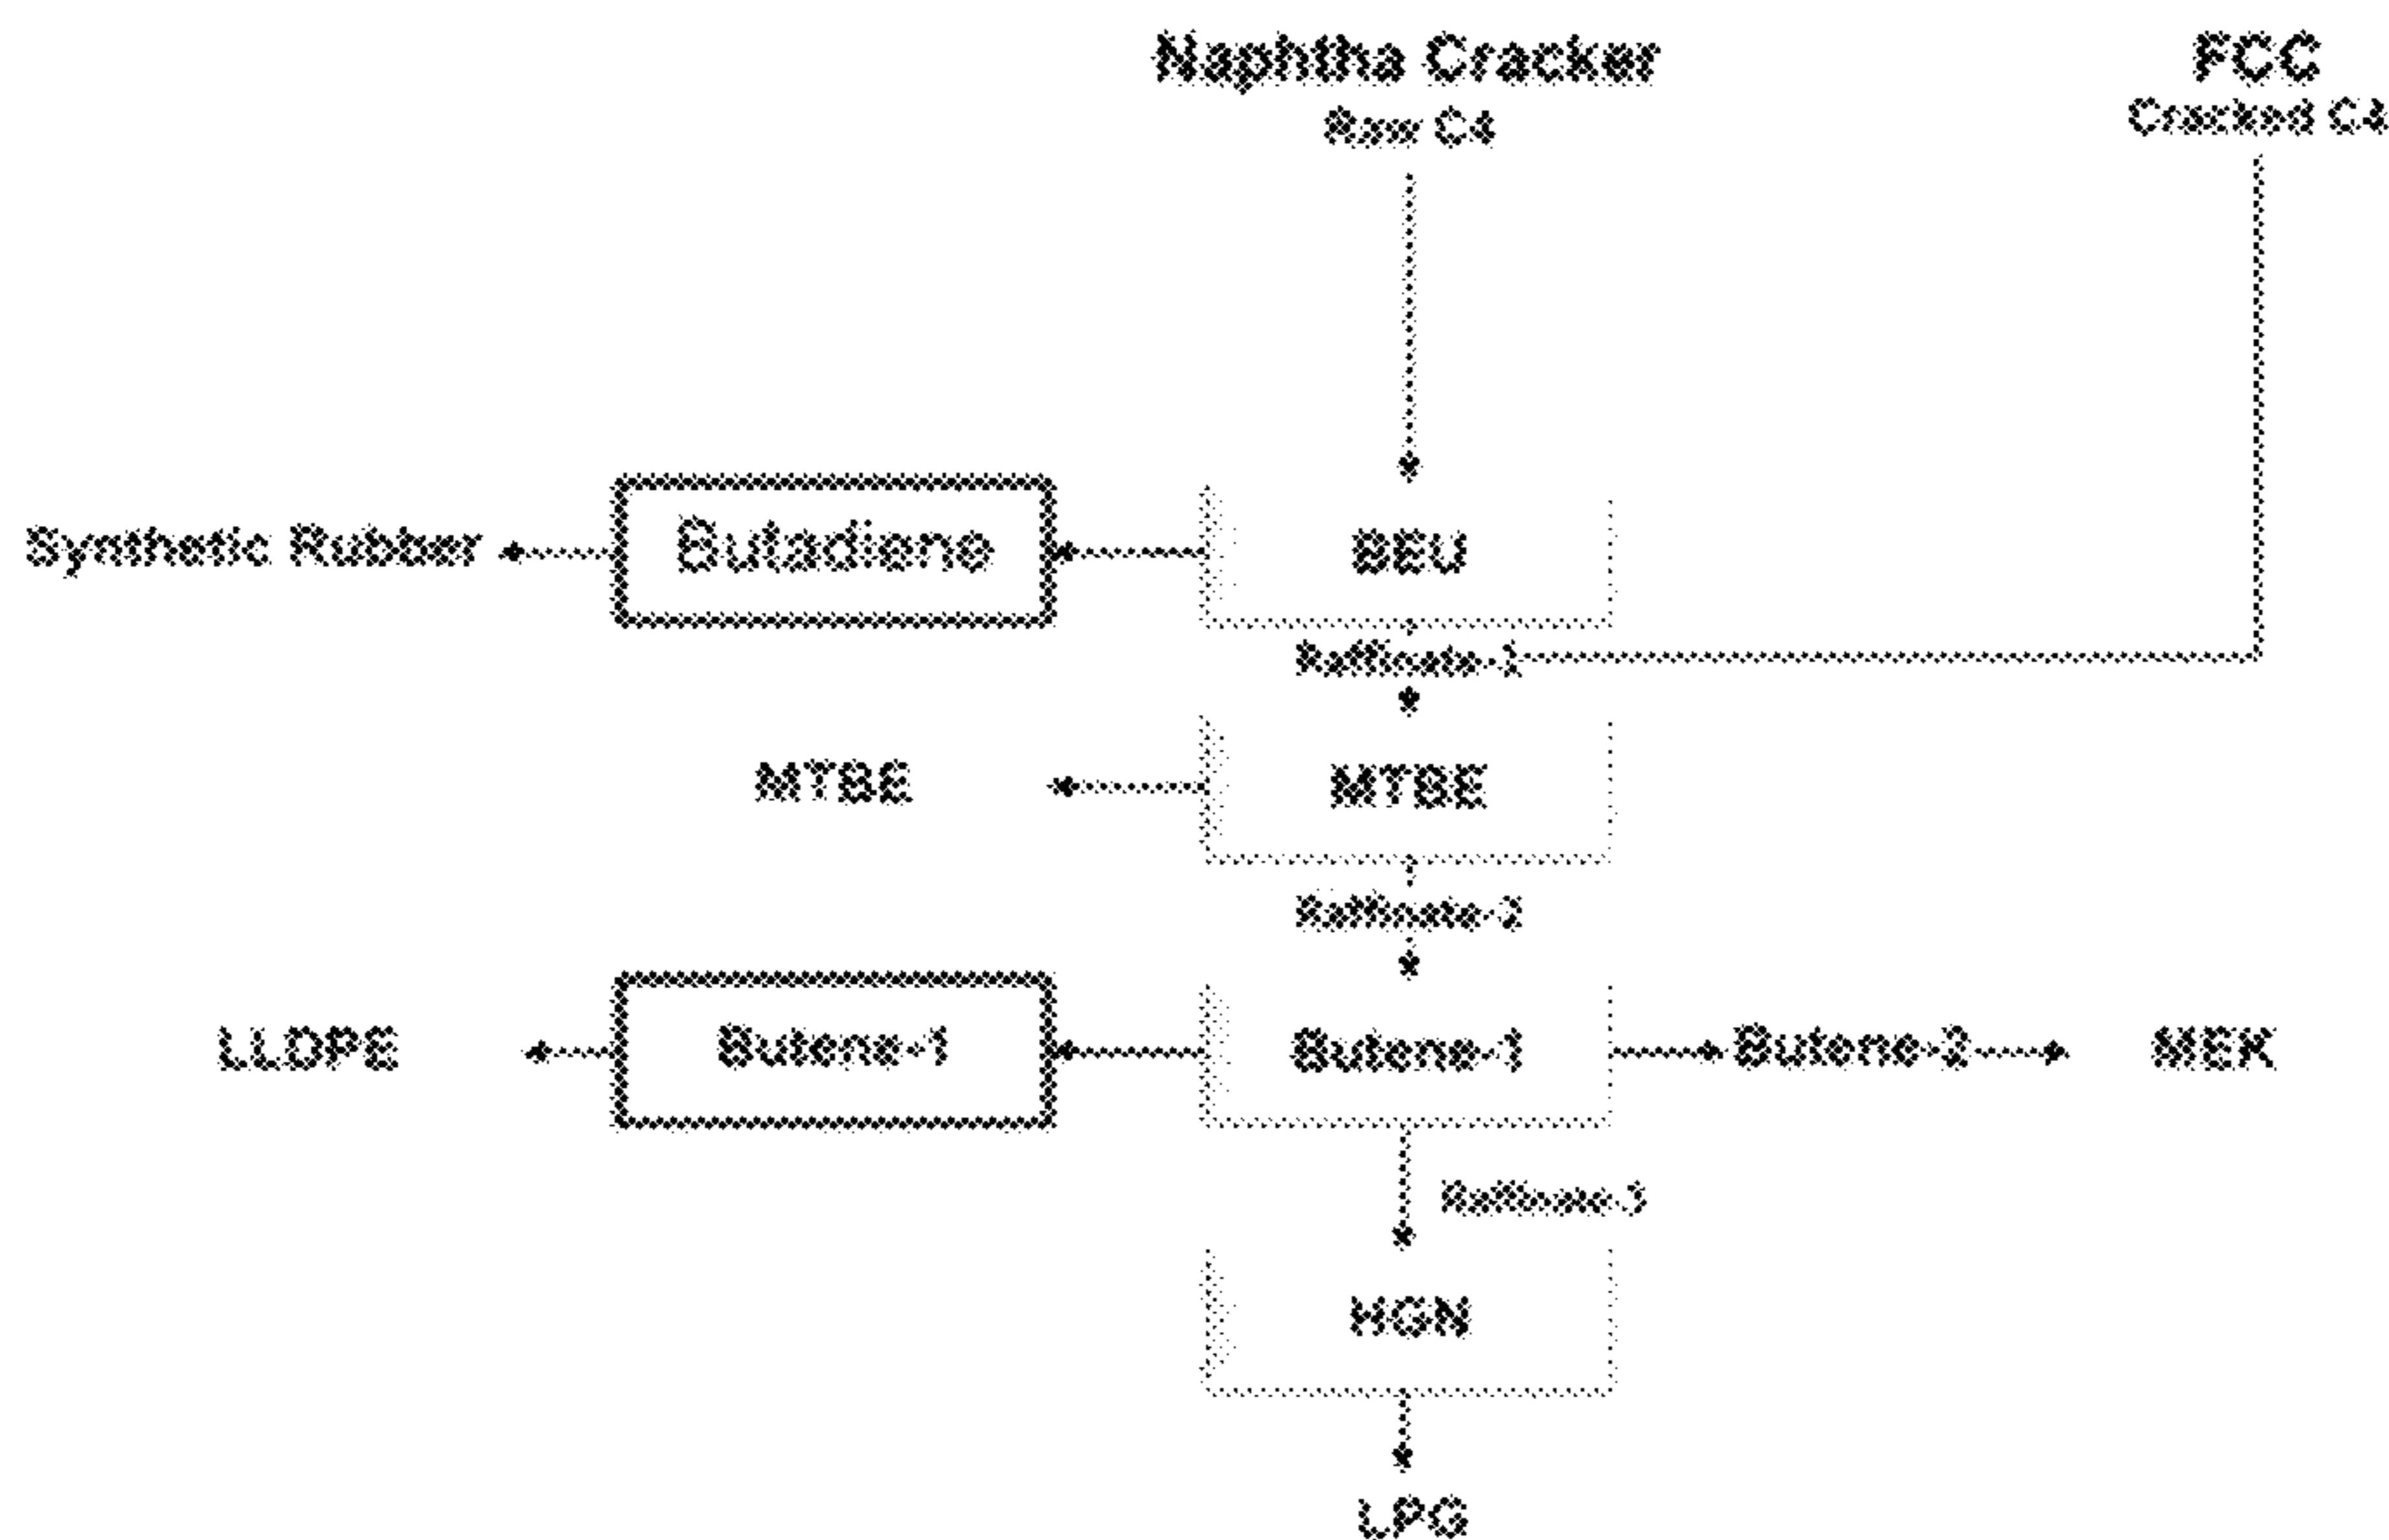 Naphtha Cracker
Raw C4
FCC
Cracked C4
Synthetic Rubber
Butadiene
BEU
Raffinate-1
MTBE
MTBE
Raffinate-2
LLDPE
Butene-1
Butene-1
Butene-2
MEK
Raffinate-3
HGN
LPG